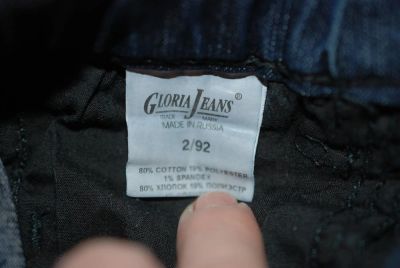 GLORIA JEANS®
TRADE & MARK
MADE IN RUSSIA
2/92
80% COTTON 19% POLYESTER
1% SPANDEX
80% ХЛОПОК 19% ПОЛИЭСТР